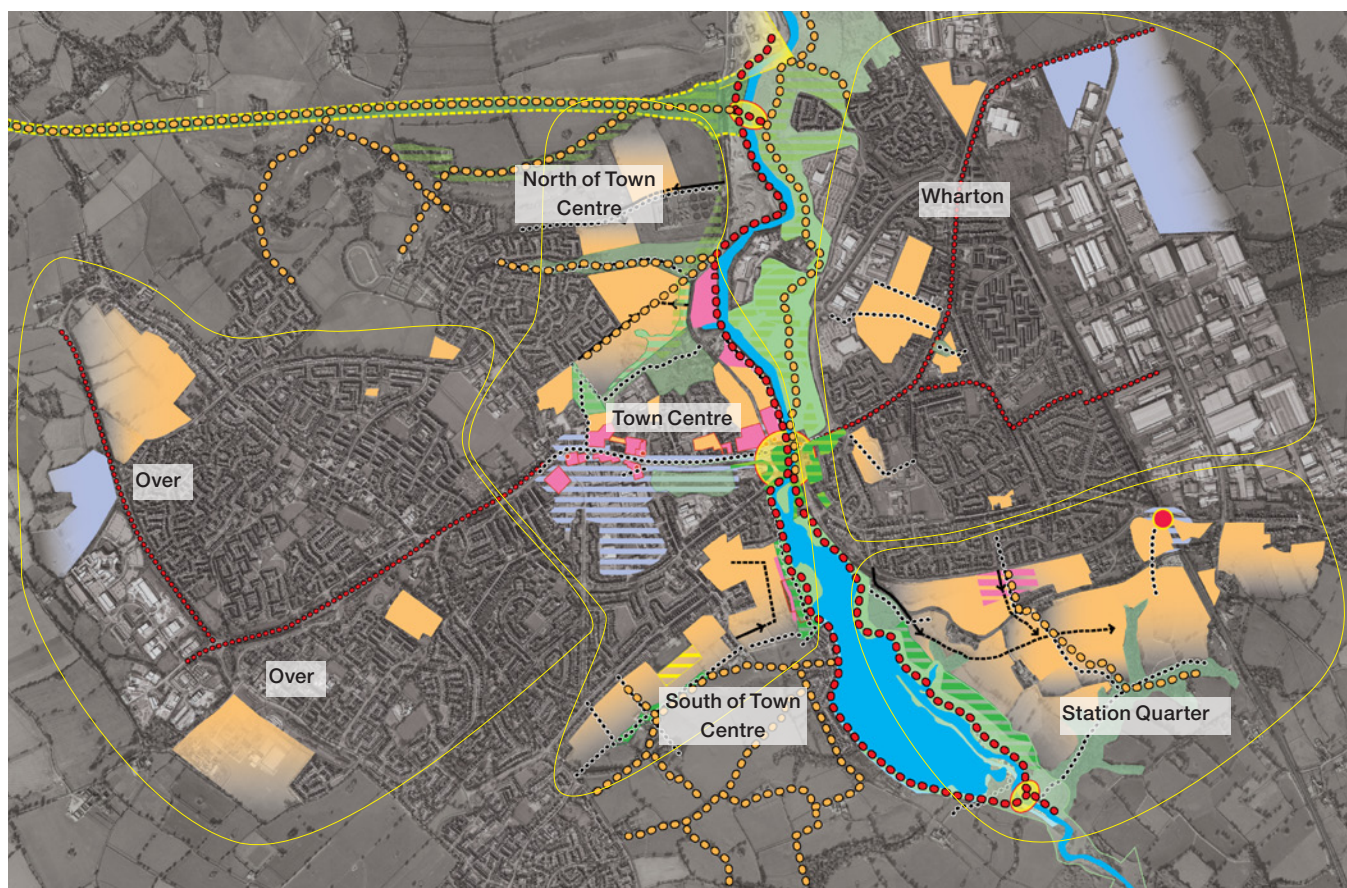 North of Town
Centre
Wharton
Town Centre
Over
Over
South of Town
Centre
Station Quarter